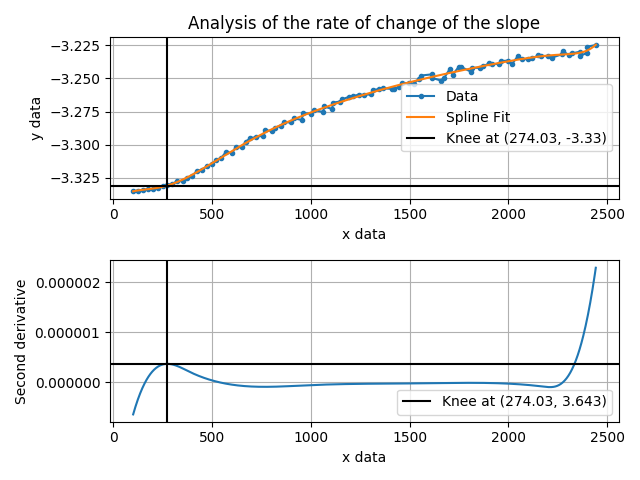 Analysis of the rate of change of the slope
−3.225
−3.250
−3.275
−3.300
−3.325
y data
Data
Spline Fit
Knee at (274.03, -3.33)
0
500
1000
1500
2000
2500
x data
0.000002
0.000001
0.000000
Second derivative
Knee at (274.03, 3.643)
0
500
1000
1500
2000
2500
x data